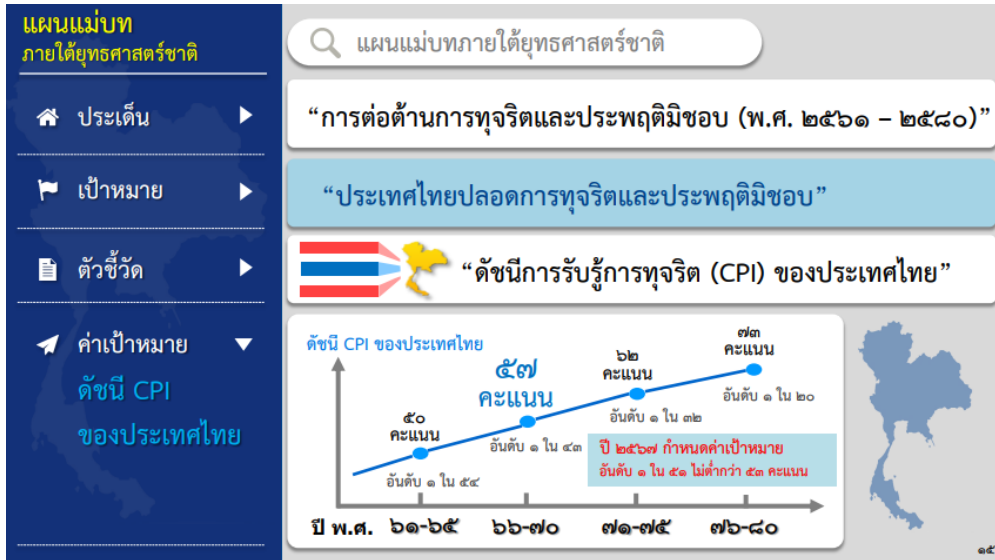 แผนแม่บท
ภายใต้ยุทธศาสตร์ชาติ
ประเด็น
เป้าหมาย
ตัวชี้วัด
ค่าเป้าหมาย
ดัชนี CPI
ของประเทศไทย
แผนแม่บทภายใต้ยุทธศาสตร์ชาติ
“การต่อต้านการทุจริตและประพฤติมิชอบ (พ.ศ. ๒๕๖๑ – ๒๕๘๐)”
“ประเทศไทยปลอดการทุจริตและประพฤติมิชอบ”
“ดัชนีการรับรู้การทุจริต (CPI) ของประเทศไทย”
ดัชนี CPI ของประเทศไทย
๕๐
คะแนน
อันดับ ๑ ใน ๕๔
๕๗
คะแนน
อันดับ ๑ ใน ๔๓
๖๒
คะแนน
อันดับ ๑ ใน ๓๒
๗๓
คะแนน
อันดับ ๑ ใน ๒๐
ปี ๒๕๖๗ กำหนดค่าเป้าหมาย
อันดับ ๑ ใน ๕๑ ไม่ต่ำกว่า ๕๓ คะแนน
ปี พ.ศ. ๖๑-๖๕ ๖๖-๗๐ ๗๑-๗๕ ๗๖-๘๐
๑๕